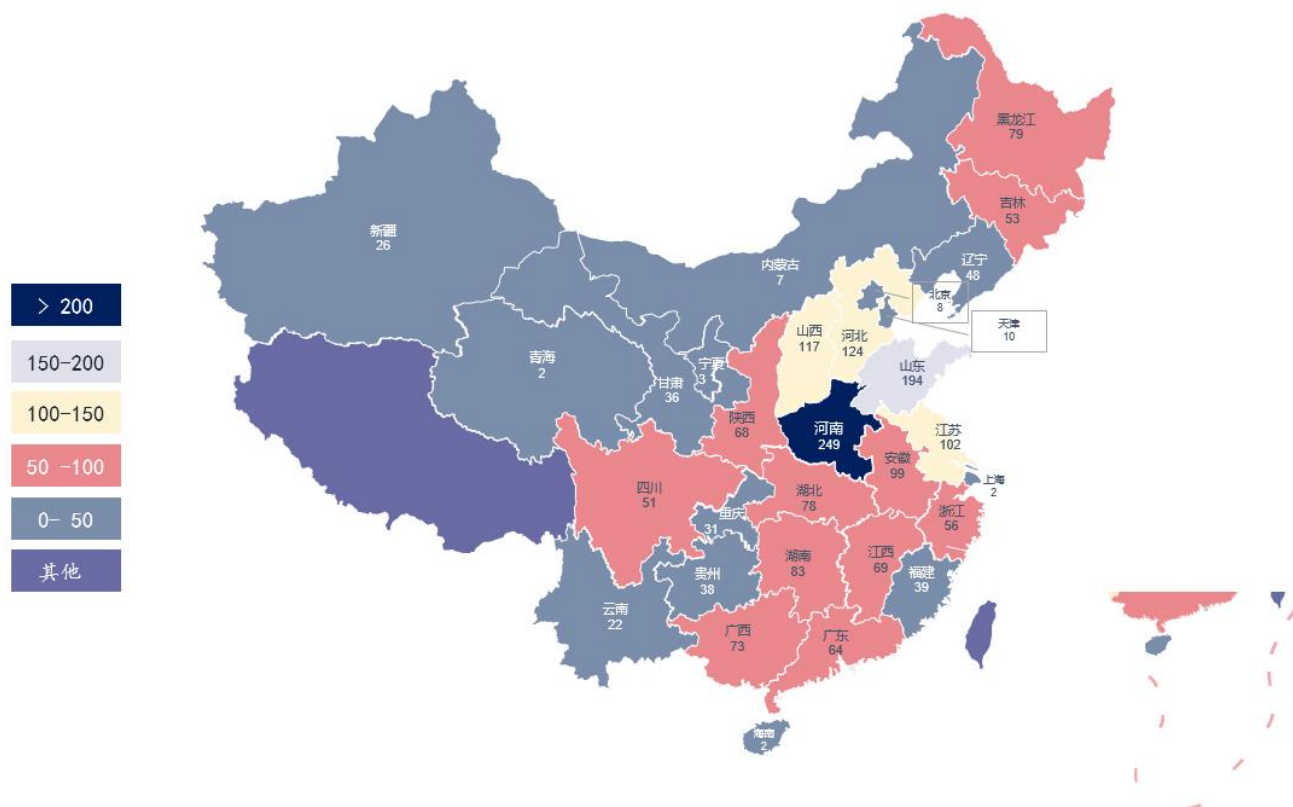 黑龙江
79
吉林
53
新疆
26
辽宁
48
内蒙古
7
北京
8
> 200
天津
10
山西
117
河北
124
150-200
青海
2
宁夏
3
山东
194
甘肃
36
100-150
陕西
68
河南
249
江苏
102
50 -100
安徽
99
上海
2
四川
51
湖北
78
浙江
56
0- 50
重庆
31
湖南
83
江西
69
其他
贵州
38
福建
39
云南
22
广西
73
广东
64
海南
2